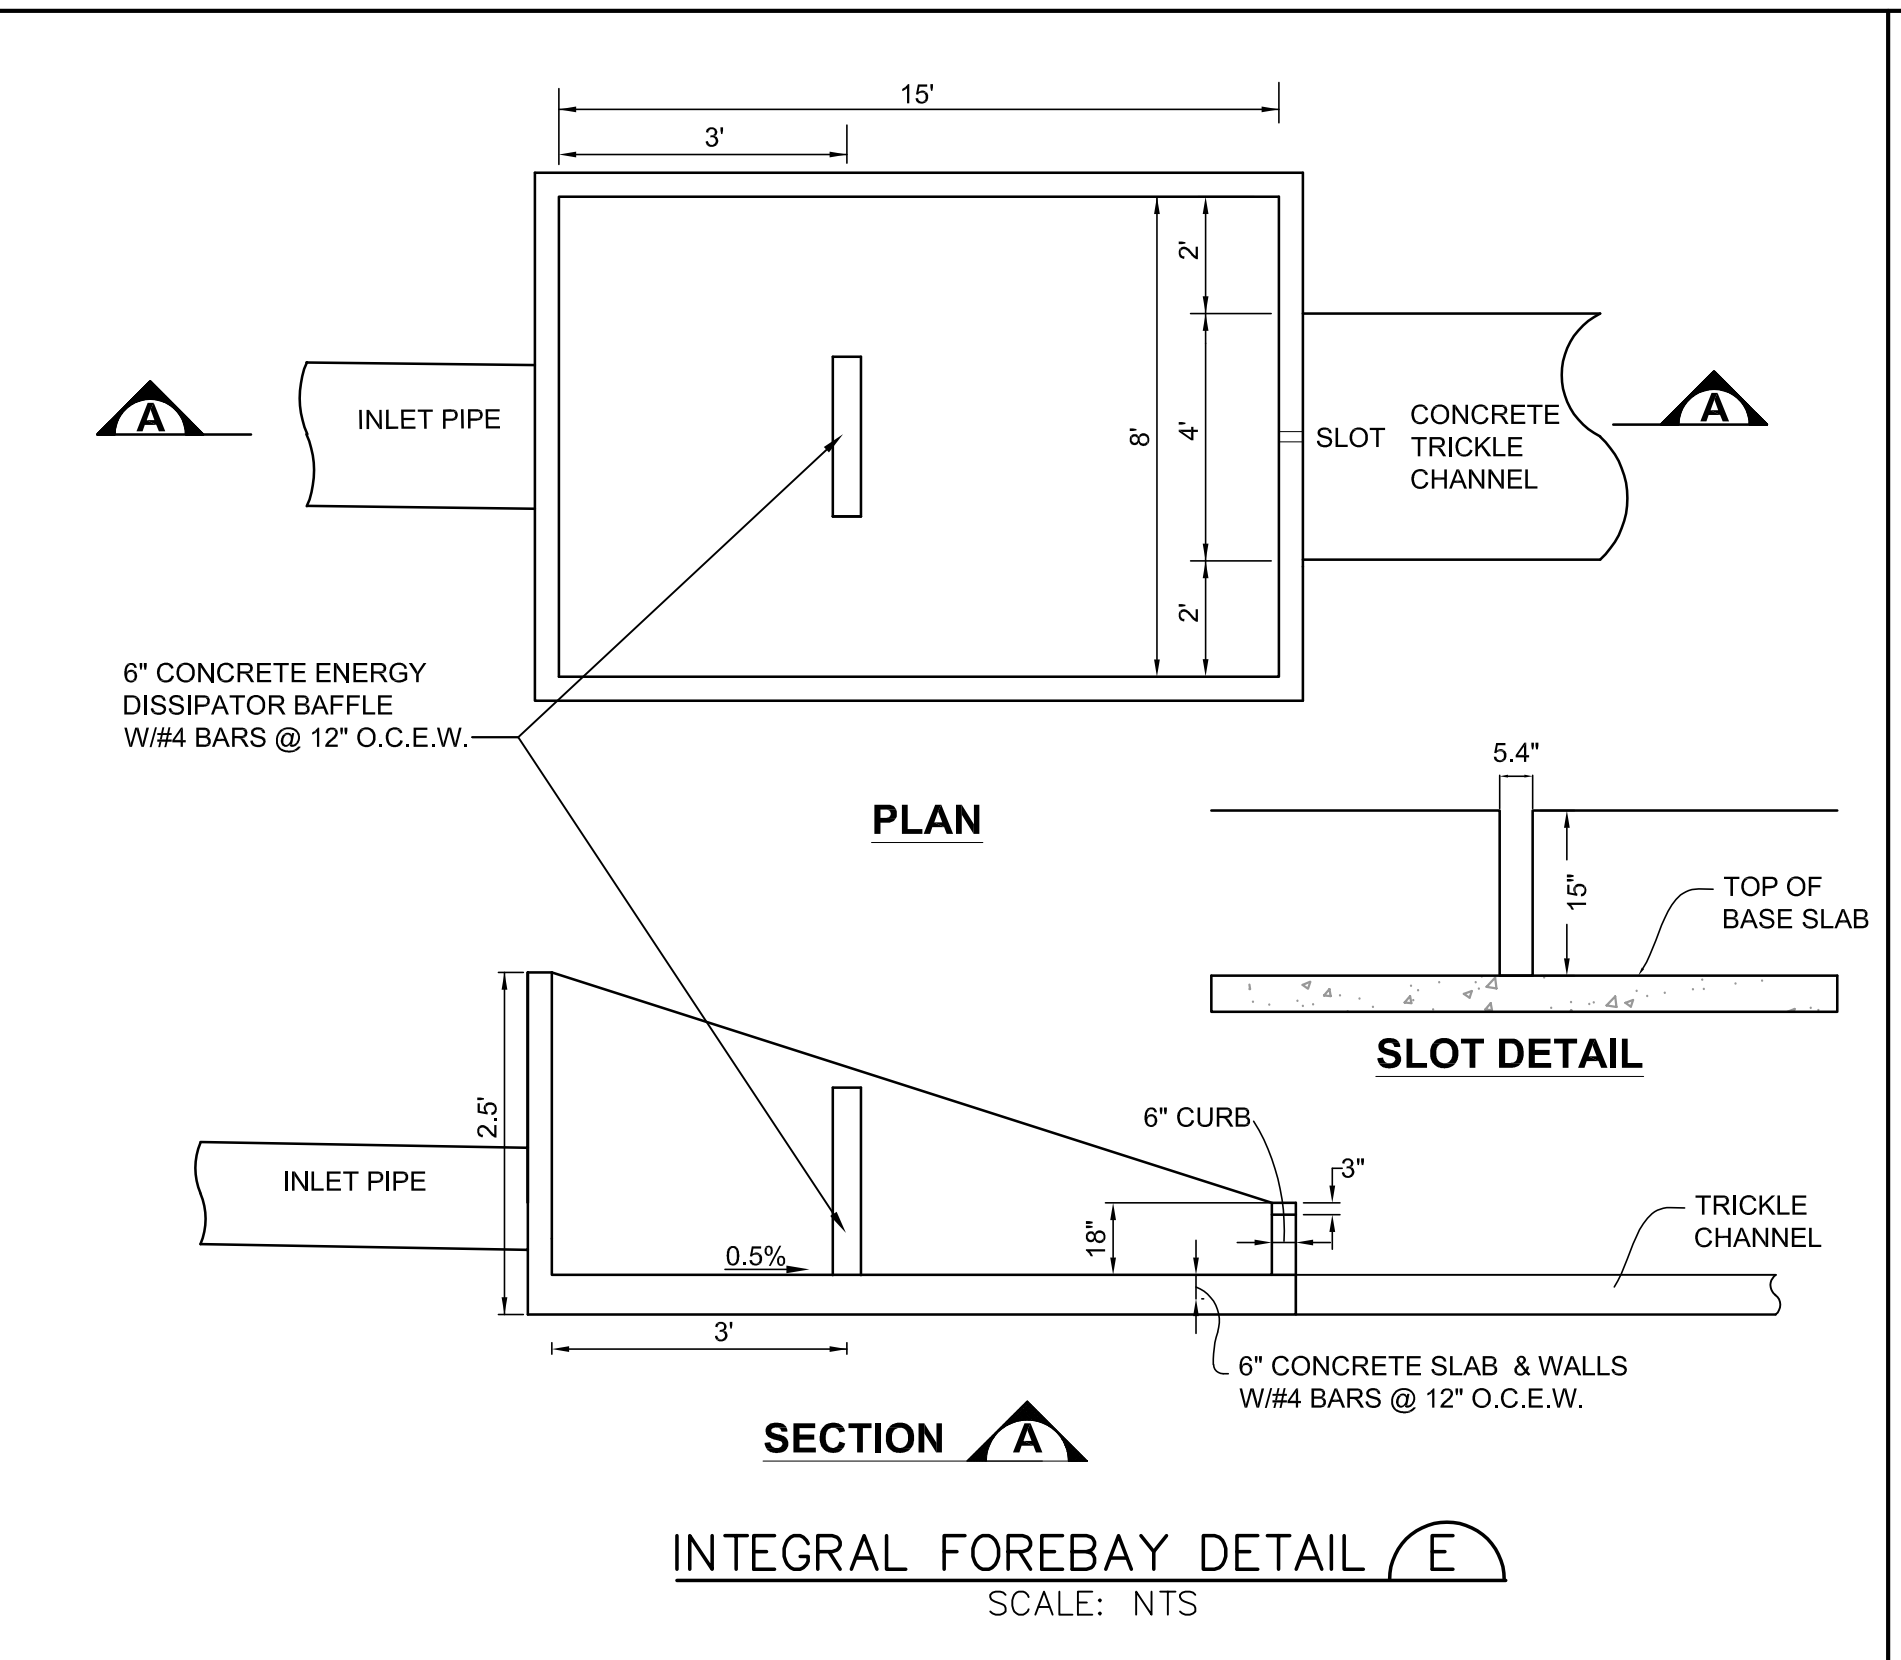 15'
3'
2'
8'
4'
2'
A
INLET PIPE
SLOT
CONCRETE
TRICKLE
CHANNEL
A
6" CONCRETE ENERGY
DISSIPATOR BAFFLE
W/#4 BARS @ 12" O.C.E.W.
PLAN
5.4"
15"
TOP OF
BASE SLAB
SLOT DETAIL
2.5'
INLET PIPE
0.5%
6" CURB
3"
18"
TRICKLE
CHANNEL
3'
6" CONCRETE SLAB & WALLS
W/#4 BARS @ 12" O.C.E.W.
SECTION A
INTEGRAL FOREBAY DETAIL E
SCALE: NTS